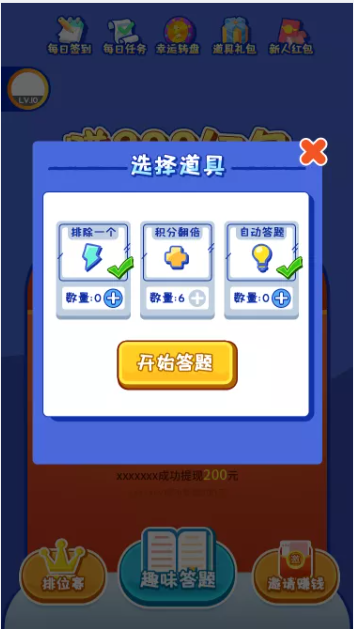 每日签到
每日任务
幸运转盘
道具礼包
新人红包
LV.10
选择道具
排除一个
积分翻倍
自动答题
数量:0
数量:6
数量:0
开始答题
xxxxxxx成功提现200元
排位赛
趣味答题
邀请赚钱